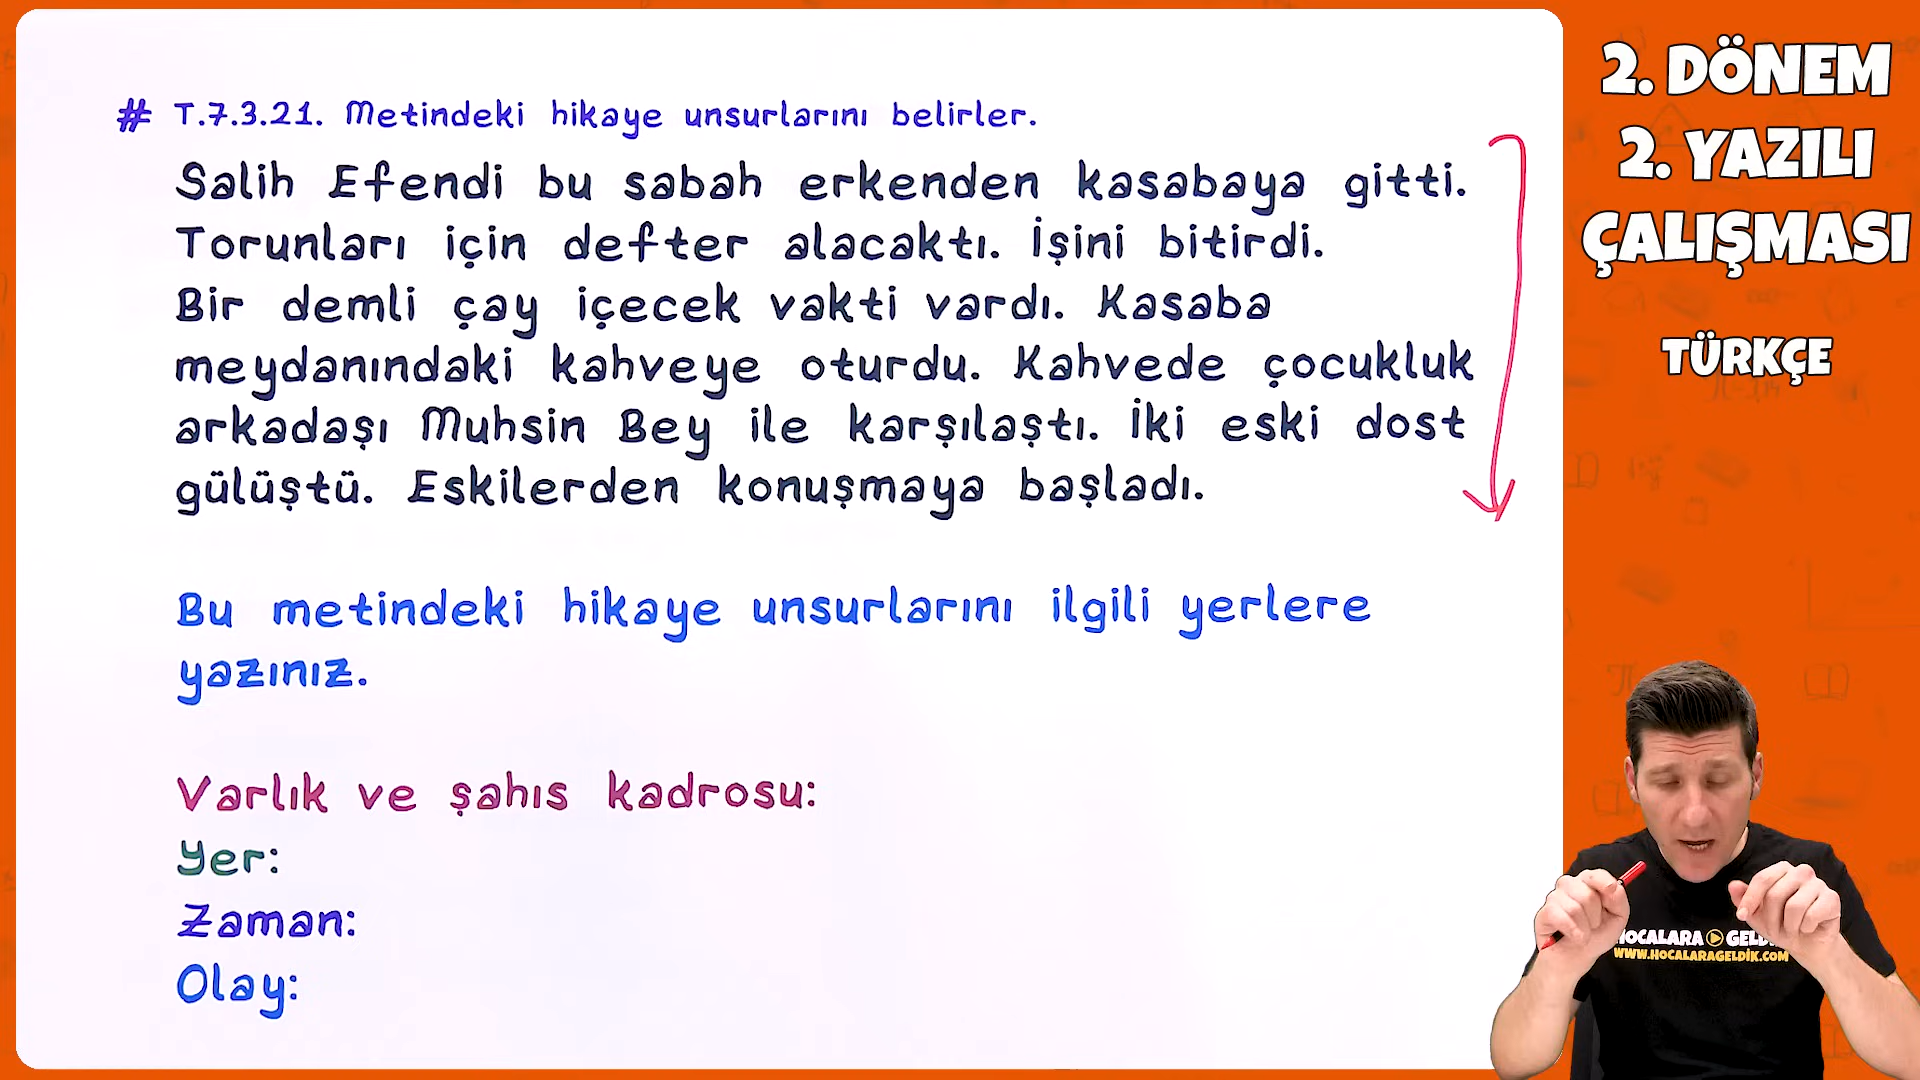 # T.7.3.21. Metindeki hikaye unsurlarını belirler.
Salih Efendi bu sabah erkenden kasabaya gitti.
Torunları için defter alacaktı. İşini bitirdi.
Bir demli çay içecek vakti vardı. Kasaba
meydanındaki kahveye oturdu. Kahvede çocukluk
arkadaşı Muhsin Bey ile karşılaştı. İki eski dost
gülüştü. Eskilerden konuşmaya başladı.
Bu metindeki hikaye unsurlarını ilgili yerlere
yazınız.
Varlık ve şahıs kadrosu:
Yer:
Zaman:
Olay:
2. DÖNEM
2. YAZILI
ÇALIŞMASI
TÜRKÇE
WWW.HOCALARAGELDİK.COM